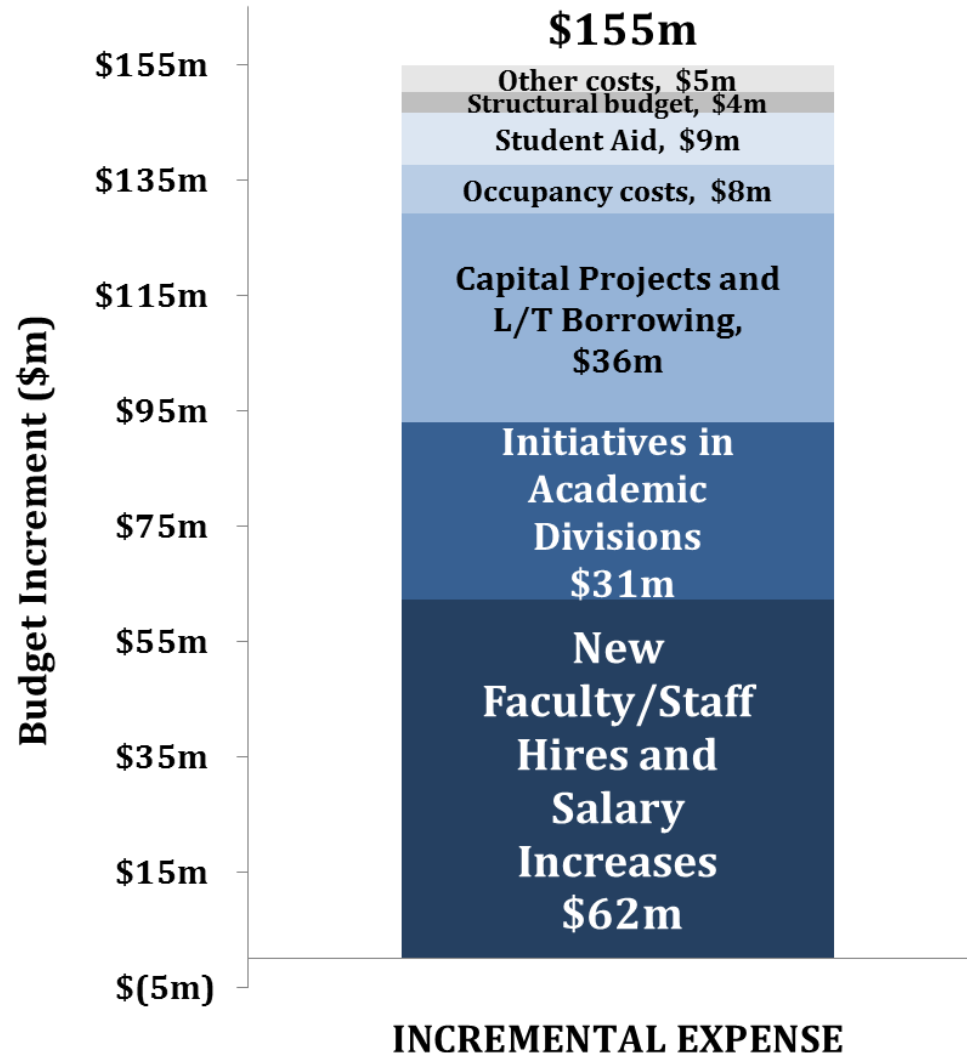 $155m
$155m
Other costs, $5m
Structural budget, $4m
Student Aid, $9m
$135m
Occupancy costs, $8m
$115m
Capital Projects and
L/T Borrowing,
$36m
$95m
Initiatives in
Academic
Divisions
$31m
$75m
$55m
New
Faculty/Staff
Hires and
Salary
Increases
$62m
$35m
$15m
$(5m)
Budget Increment ($m)
INCREMENTAL EXPENSE